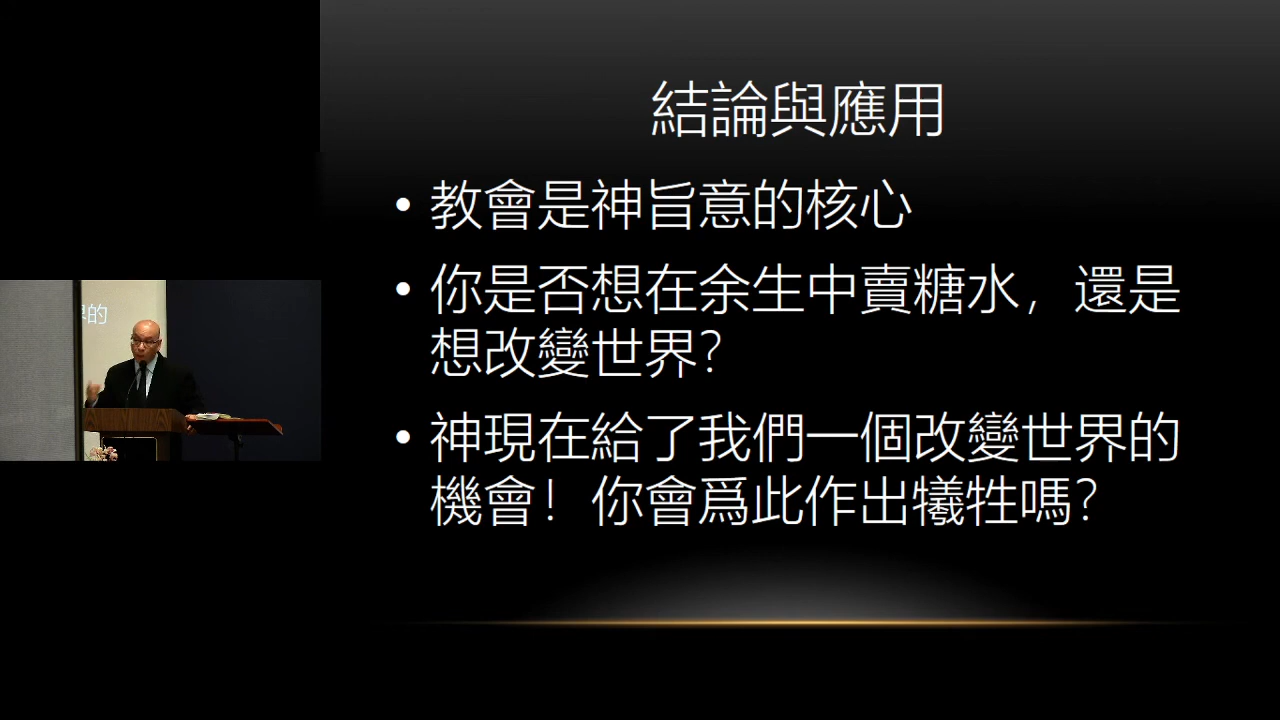 結論與應用
• 教會是神旨意的核心
• 你是否想在余生中賣糖水，還是
想改變世界？
• 神現在給了我們一個改變世界的
機會！你會爲此作出犧牲嗎？
的